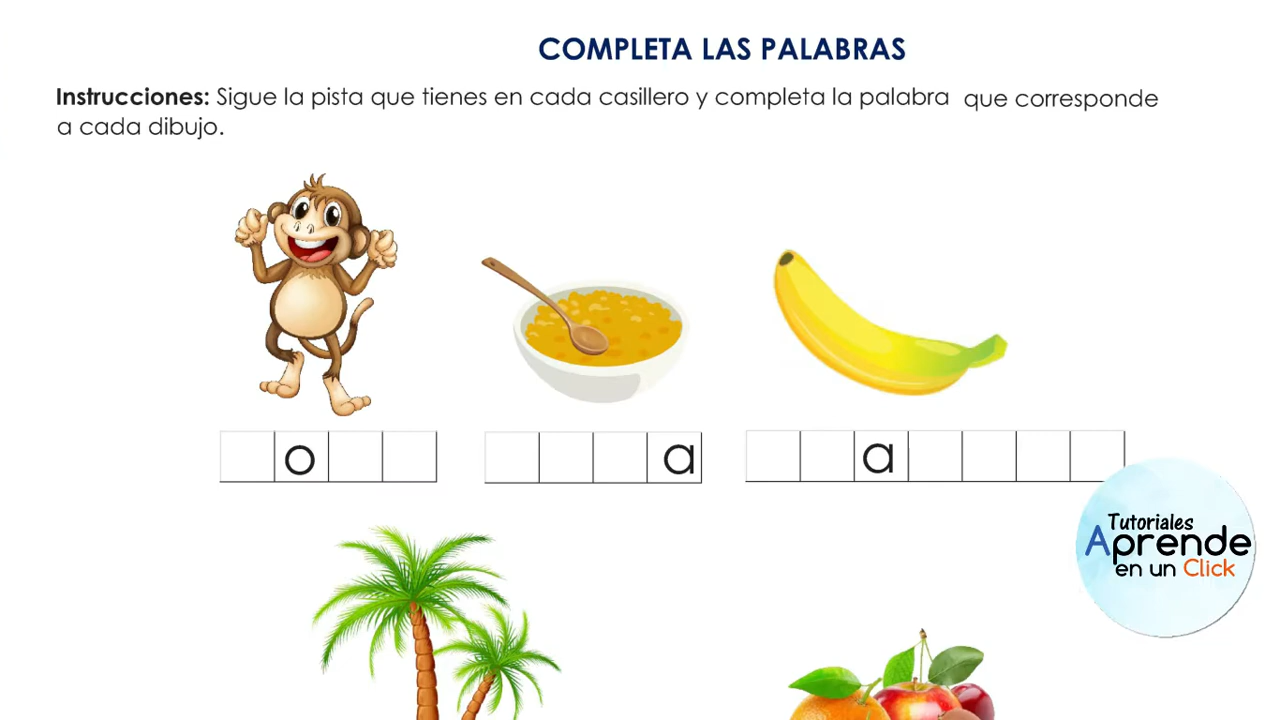 COMPLETA LAS PALABRAS
Instrucciones: Sigue la pista que tienes en cada casillero y completa la palabra que corresponde
a cada dibujo.
o a a
Tutoriales
Aprende
en un Click